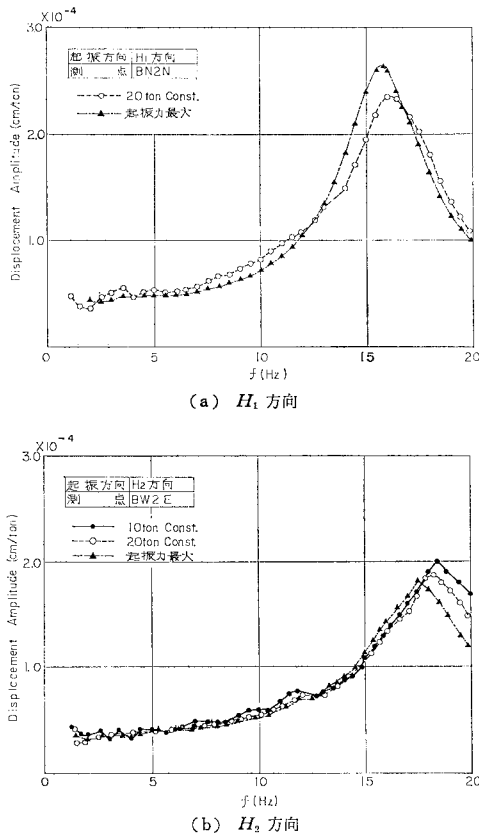 ×10⁻⁴
3.0
起振方向 H1方向
測 点 BN2N
20ton Const.
起振力最大
2.0
1.0
Displacement Amplitude (cm/ton)
0 5 10 15 20
f(Hz)
(a) H₁ 方向
×10⁻⁴
3.0
起振方向 H2方向
測 点 BW2E
10ton Const.
20ton Const.
起振力最大
2.0
1.0
Displacement Amplitude (cm/ton)
0 5 10 15 20
f(Hz)
(b) H₂ 方向